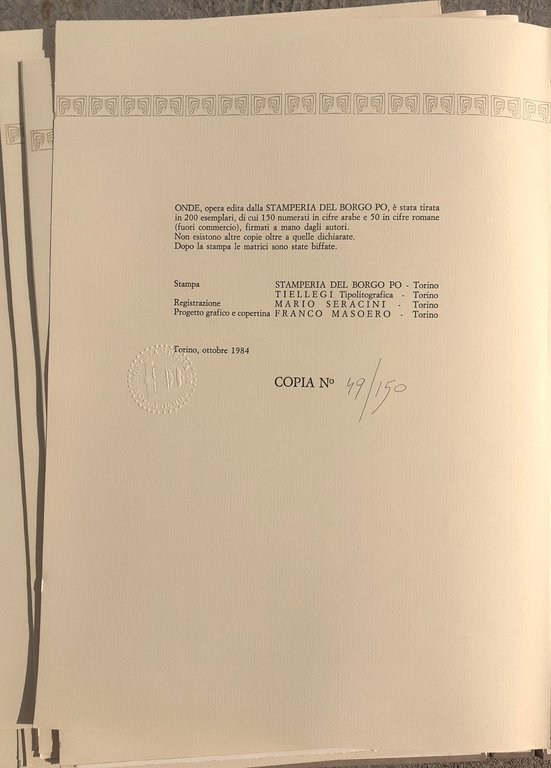 ONDE, opera edita dalla STAMPERIA DEL BORGO PO, è stata tirata
in 200 esemplari, di cui 150 numerati in cifre arabe e 50 in cifre romane
(fuori commercio), firmati a mano dagli autori.
Non esistono altre copie oltre a quelle dichiarate.
Dopo la stampa le matrici sono state biffate.
Stampa STAMPERIA DEL BORGO PO - Torino
TIELLEGI Tipolitografica - Torino
Registrazione MARIO SERACINI - Torino
Progetto grafico e copertina FRANCO MASOERO - Torino
Torino, ottobre 1984
COPIA Nº 49/150